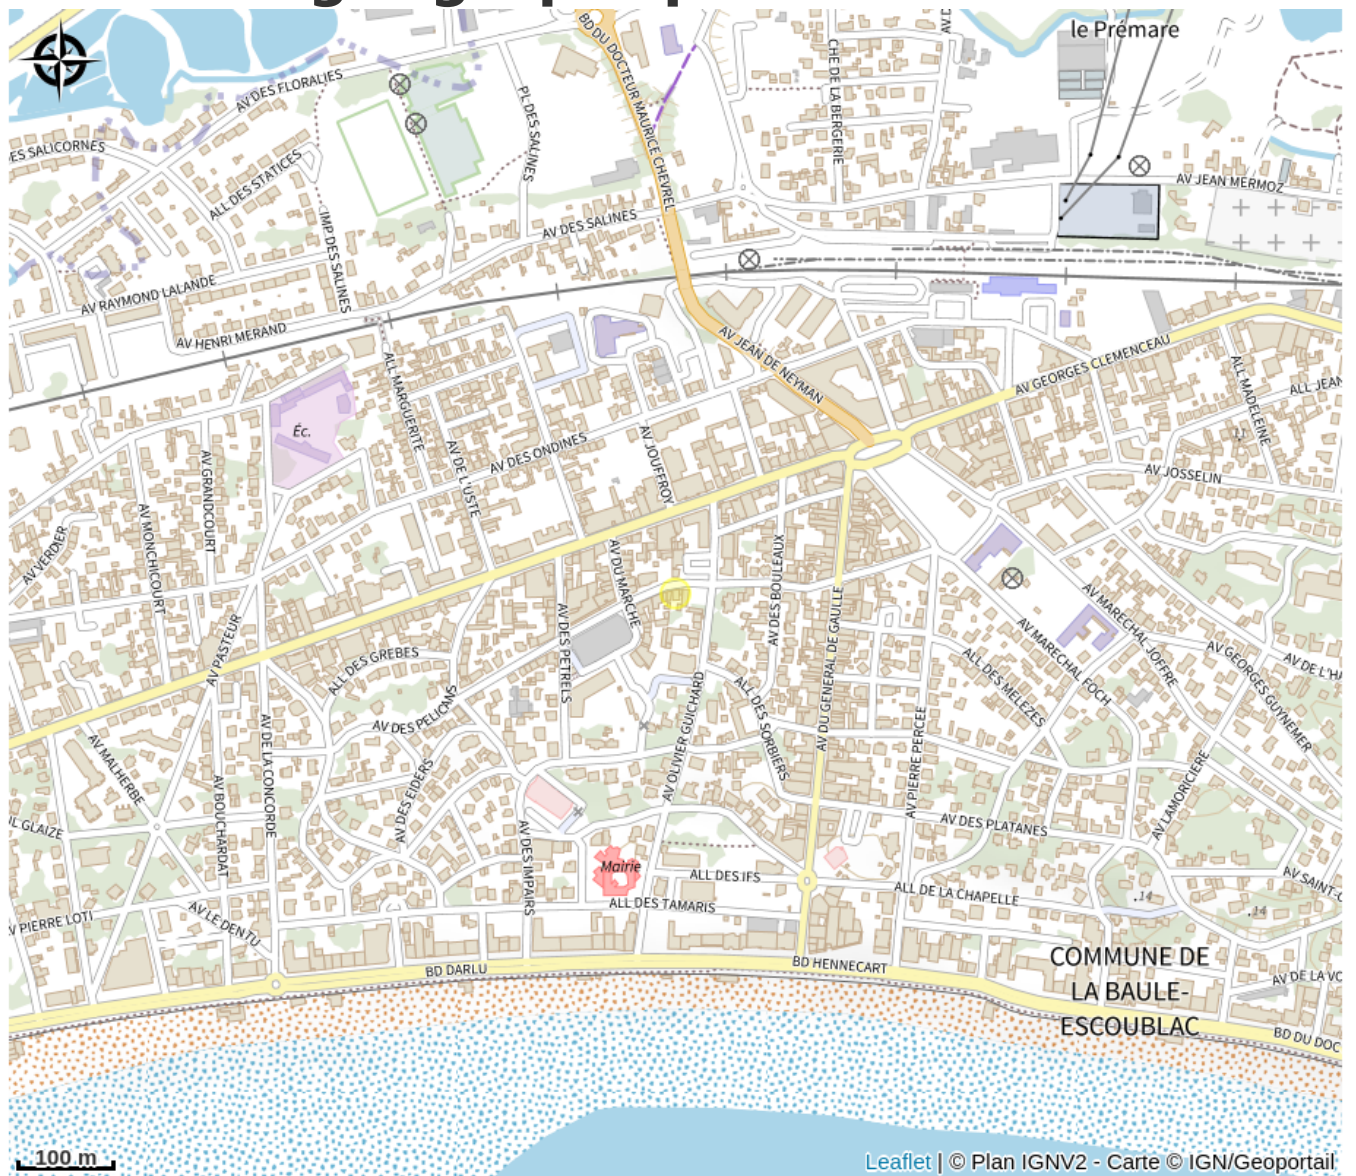 le Prémare
BD DU DOCTEUR MAURICE CHEVREL
CHE DE LA BERGERIE
AV DES FLORALIES
PL DES SALINES
ES SALICORNES
ALL DES STATICES
AV JEAN MERMOZ
IMP DES SALINES
AV DES SALINES
AV RAYMOND LALANDE
AV HENRI MERAND
AV JEAN DE NEYMAN
AV GEORGES CLEMENCEAU
ALL MADELEINE
ALL JEAN
ALL MARGUERITE
Éc.
AV DES ONDINES
AV DE L'USTE
AV JOUFFROY
AV JOSSELIN
AV GRANDCOURT
AV MONCHICOURT
AV VERDIER
AV DU MARCHE
AV DES BOULEAUX
AV DU GENERAL DE GAULLE
AV MARECHAL JOFFRE
AV MARECHAL FOCH
AV GEORGES GUYNEMER
AV DE L'H
AV PASTEUR
ALL DES GREBES
AV DES PETRELS
ALL DES MELEZES
AV DES PELICANS
AV OLIVIER GUICHARD
ALL DES SORBIERS
AV PIERRE PERCEE
AV MALHERBE
AV DE LA CONCORDE
AV BOUCHARDAT
AV DES EIDERS
AV LAMORICIERE
L GLAIZE
AV DES IMPAIRS
AV DES PLATANES
Mairie
ALL DES IFS
ALL DE LA CHAPELLE
AV SAINT-
.14
.14
ALL DES TAMARIS
V PIERRE LOTI
AV LE DENTU
BD DARLU
BD HENNECART
COMMUNE DE
LA BAULE-
ESCOUBLAC
AV DE LA VO
BD DU DOC
100 m
Leaflet | © Plan IGNV2 - Carte © IGN/Geoportail